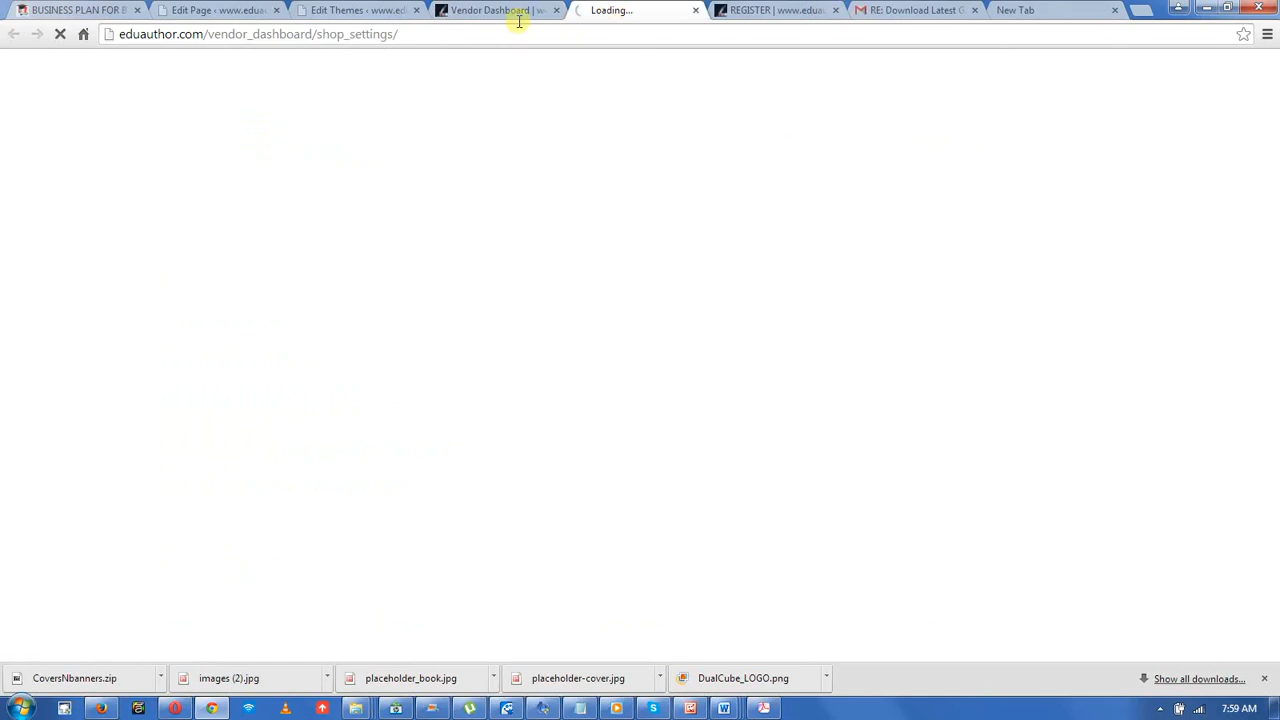 BUSINESS PLAN FOR B
Edit Page ‹ www.edua
Edit Themes ‹ www.ed
Vendor Dashboard | w
Loading...
REGISTER | www.edua
RE: Download Latest G
New Tab
eduauthor.com/vendor_dashboard/shop_settings/
CoversNbanners.zip
images (2).jpg
placeholder_book.jpg
placeholder-cover.jpg
DualCube_LOGO.png
Show all downloads...
7:59 AM